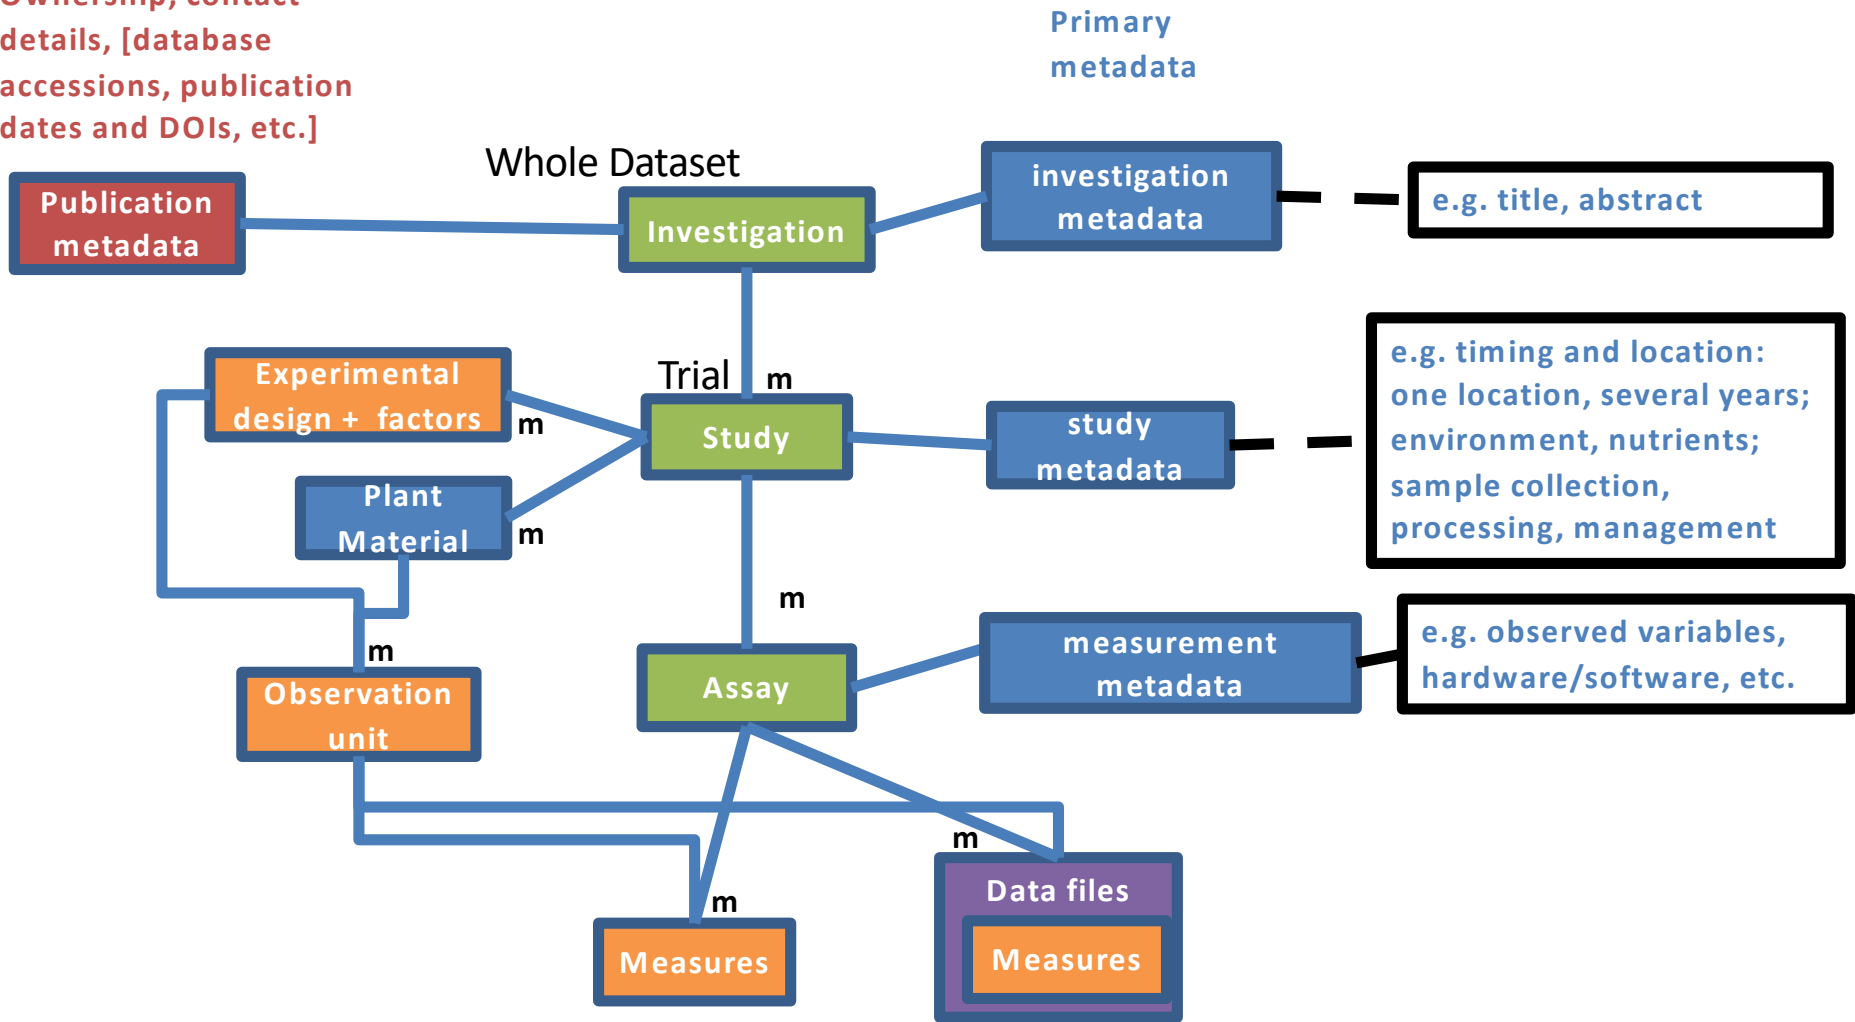 Ownership, contact
details, [database
accessions, publication
dates and DOIs, etc.]
Primary
metadata
Whole Dataset
Publication
metadata
Investigation
investigation
metadata
e.g. title, abstract
Experimental
design + factors
m
Trial
m
Study
study
metadata
e.g. timing and location:
one location, several years;
environment, nutrients;
sample collection,
processing, management
Plant
Material
m
m
m
Observation
unit
Assay
measurement
metadata
e.g. observed variables,
hardware/software, etc.
m
m
Measures
Data files
Measures